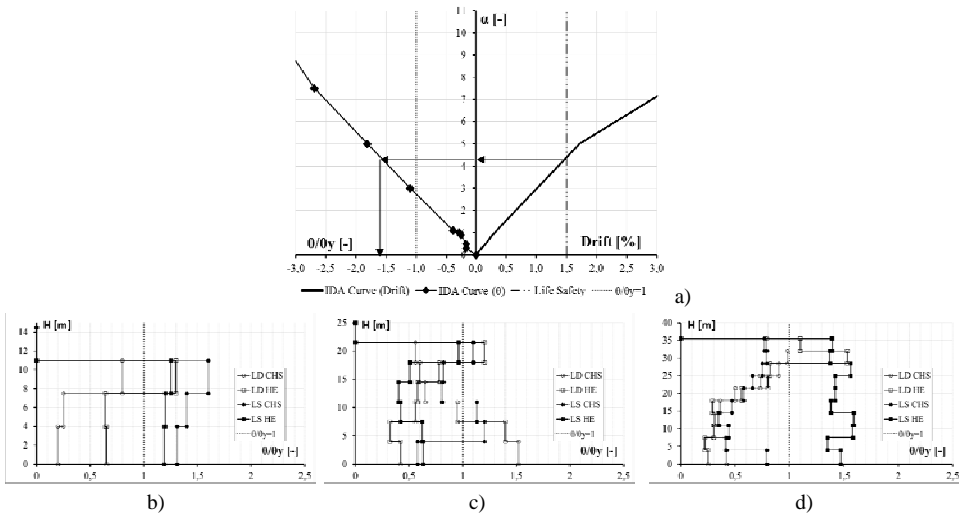 α [-]
11
10
9
8
7
6
5
4
3
2
1
0
θ/θy [-]
Drift [%]
-3,0 -2,5 -2,0 -1,5 -1,0 -0,5 0,0 0,5 1,0 1,5 2,0 2,5 3,0
IDA Curve (Drift) IDA Curve (θ) Life Safety θ/θy=1
a)
H [m]
14
12
10
8
6
4
2
0
LD CHS
LD HE
LS CHS
LS HE
θ/θy=1
θ/θy [-]
0 0,5 1 1,5 2 2,5
b)
H [m]
25
20
15
10
5
0
LD CHS
LD HE
LS CHS
LS HE
θ/θy=1
θ/θy [-]
0 0,5 1 1,5 2 2,5
c)
H [m]
40
35
30
25
20
15
10
5
0
LD CHS
LD HE
LS CHS
LS HE
θ/θy=1
θ/θy [-]
0 0,5 1 1,5 2 2,5
d)